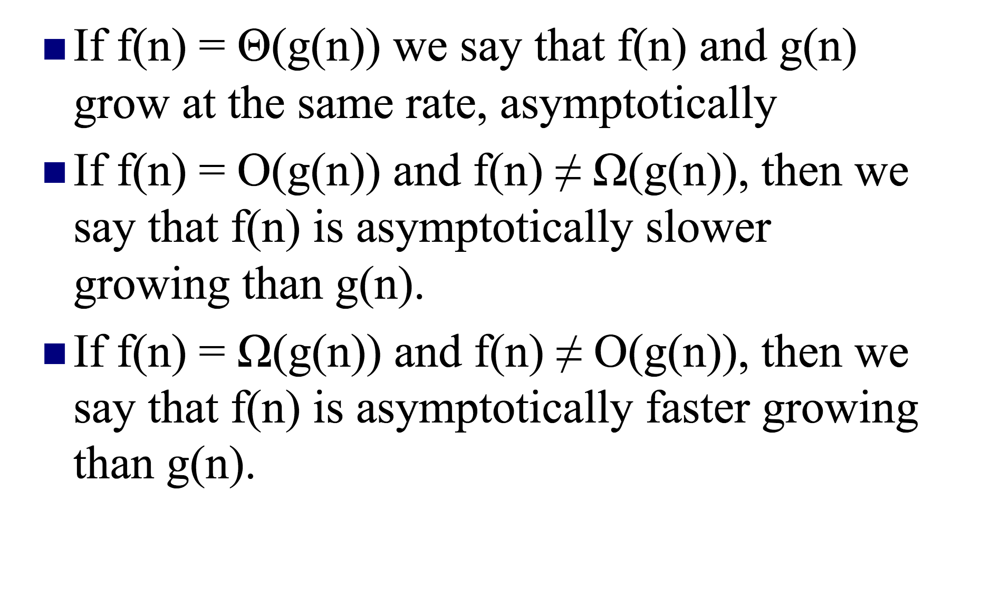 If f(n) = Θ(g(n)) we say that f(n) and g(n)
grow at the same rate, asymptotically
If f(n) = O(g(n)) and f(n) ≠ Ω(g(n)), then we
say that f(n) is asymptotically slower
growing than g(n).
If f(n) = Ω(g(n)) and f(n) ≠ O(g(n)), then we
say that f(n) is asymptotically faster growing
than g(n).